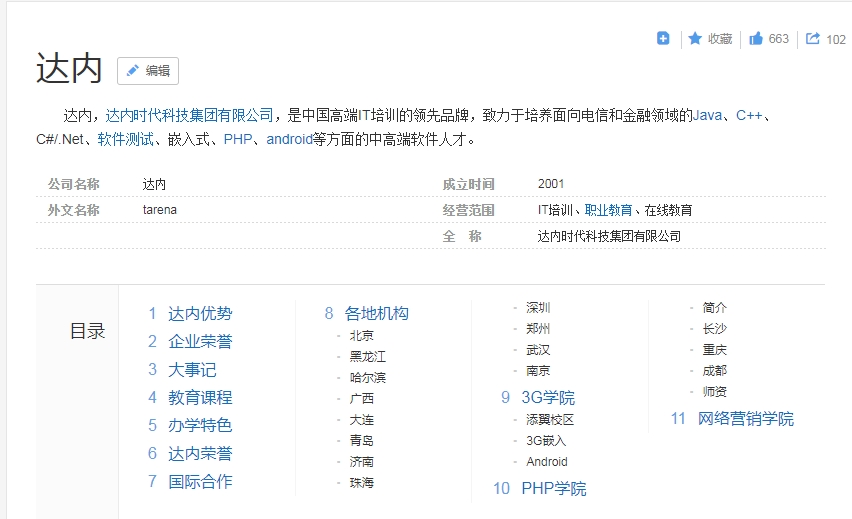 收藏 663 102
达内 编辑
达内，达内时代科技集团有限公司，是中国高端IT培训的领先品牌，致力于培养面向电信和金融领域的Java、C++、
C#/.Net、软件测试、嵌入式、PHP、android等方面的中高端软件人才。
公司名称 达内 成立时间 2001
外文名称 tarena 经营范围 IT培训、职业教育、在线教育
全 称 达内时代科技集团有限公司
目录
1 达内优势
2 企业荣誉
3 大事记
4 教育课程
5 办学特色
6 达内荣誉
7 国际合作
8 各地机构
- 北京
- 黑龙江
- 哈尔滨
- 广西
- 大连
- 青岛
- 济南
- 珠海
- 深圳
- 郑州
- 武汉
- 南京
9 3G学院
- 添翼校区
- 3G嵌入
- Android
10 PHP学院
- 简介
- 长沙
- 重庆
- 成都
- 师资
11 网络营销学院